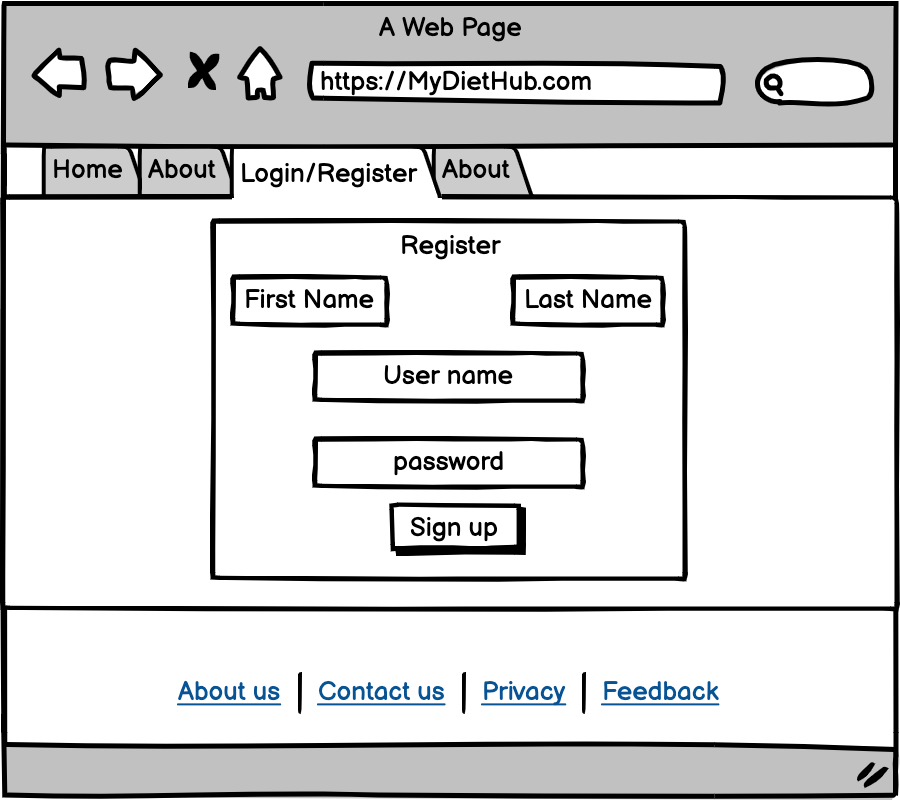 A Web Page
https://MyDietHub.com
Home About Login/Register About
Register
First Name Last Name
User name
password
Sign up
About us Contact us Privacy Feedback